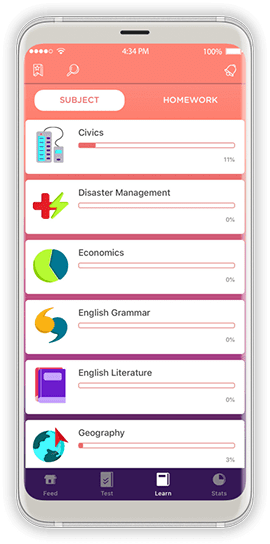 4:34 PM
100%
SUBJECT
HOMEWORK
Civics
11%
Disaster Management
0%
Economics
0%
English Grammar
0%
English Literature
0%
Geography
3%
Feed
Test
Learn
Stats